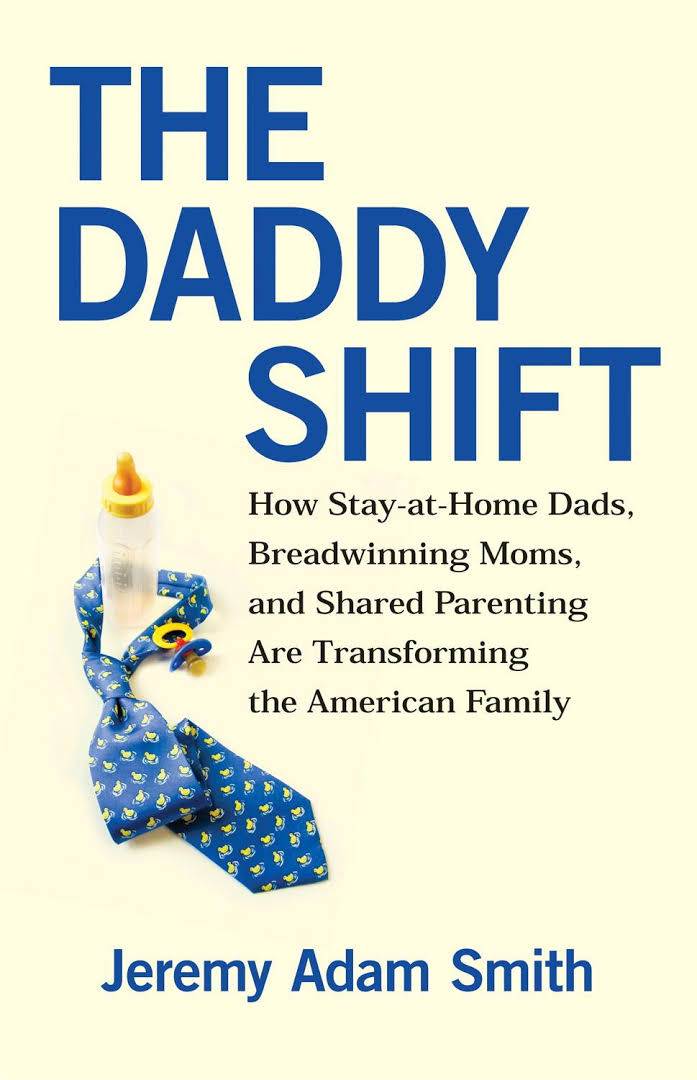 THE
DADDY
SHIFT
How Stay-at-Home Dads,
Breadwinning Moms,
and Shared Parenting
Are Transforming
the American Family
Jeremy Adam Smith